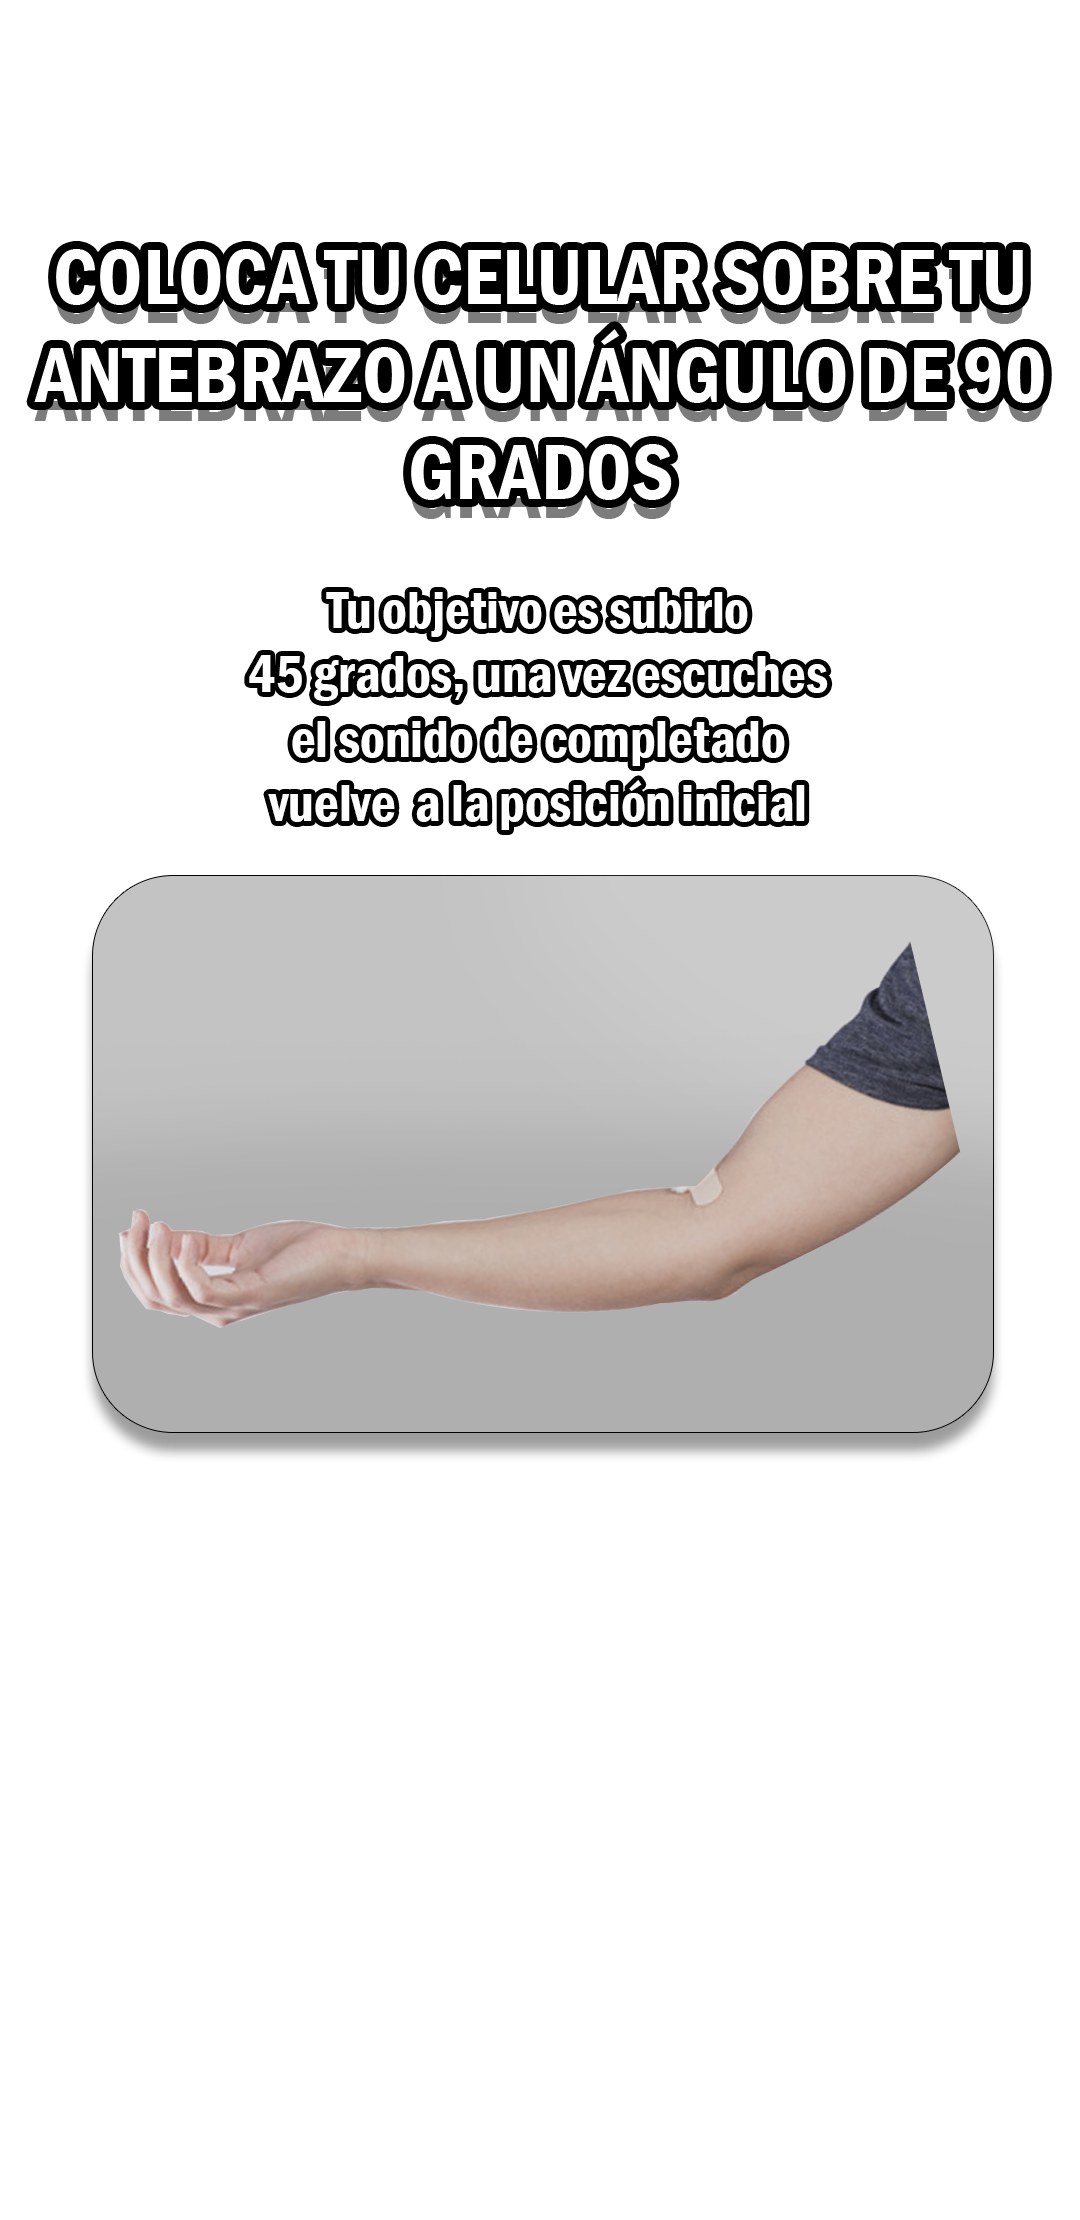 COLOCA TU CELULAR SOBRE TU
ANTEBRAZO A UN ÁNGULO DE 90
GRADOS
Tu objetivo es subirlo
45 grados, una vez escuches
el sonido de completado
vuelve a la posición inicial